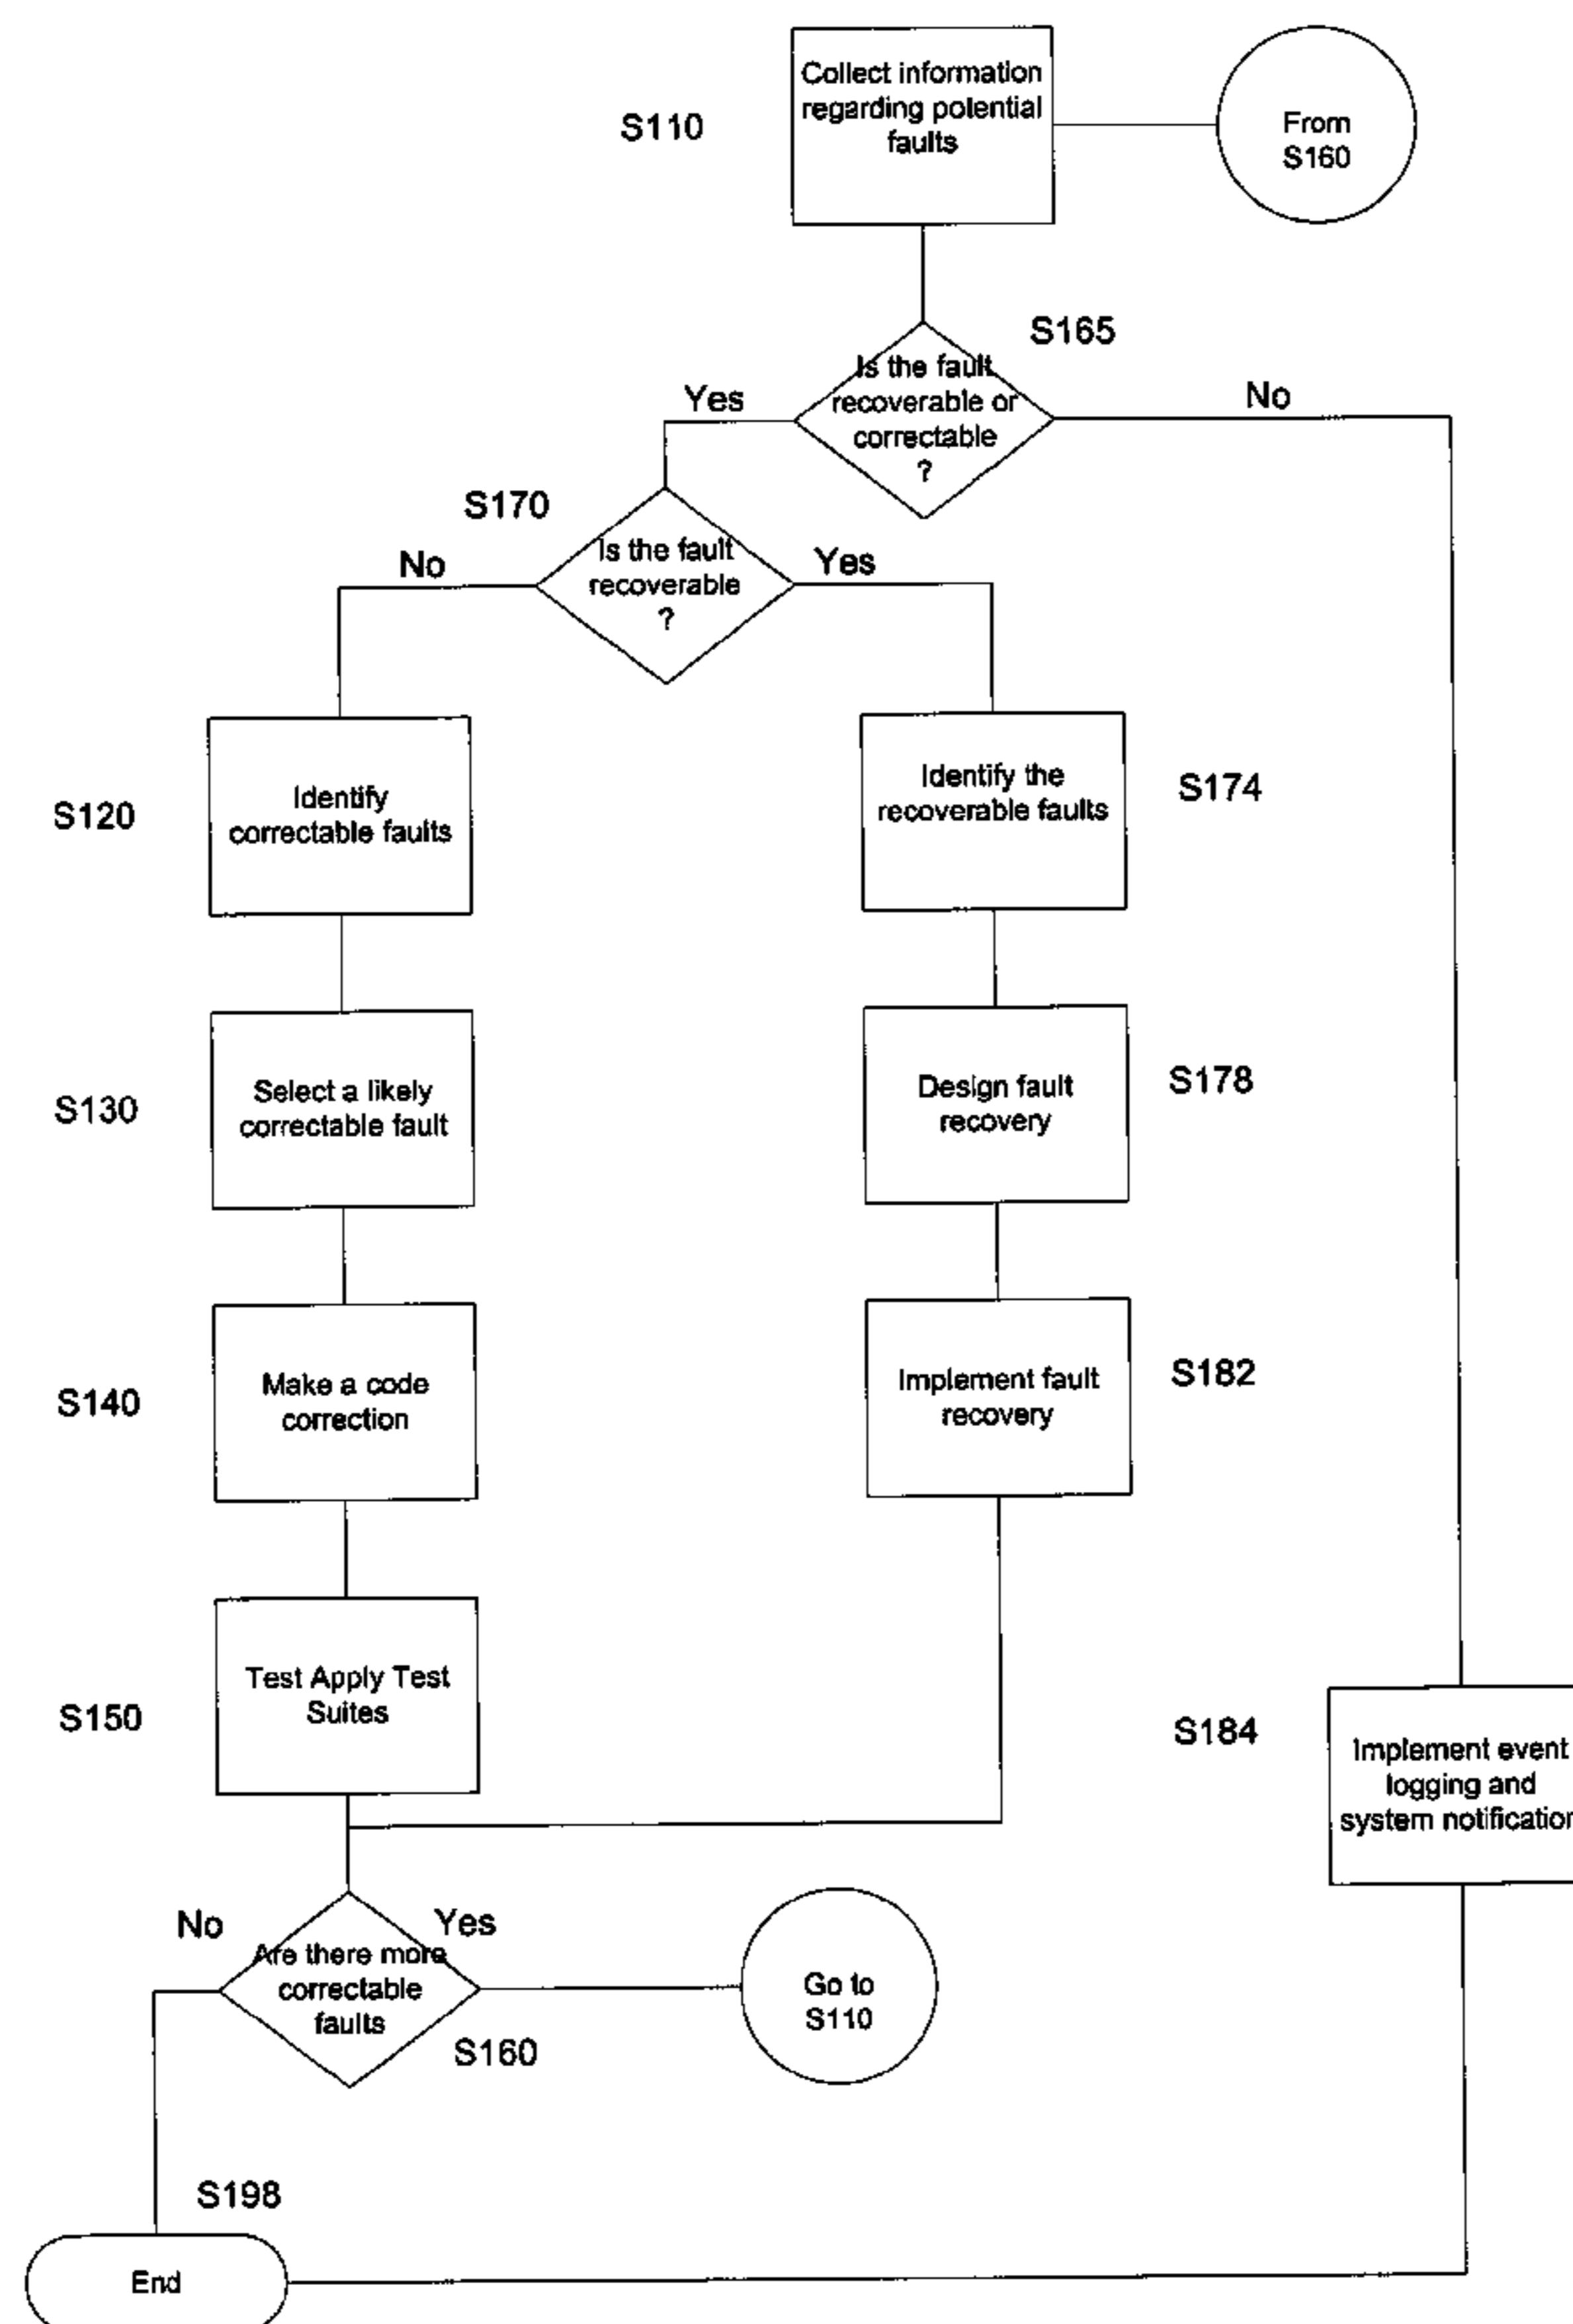 Collect information
regarding potential
faults
S110
From
S160
S165
Is the fault
recoverable or
correctable
?
Yes
No
S170
Is the fault
recoverable
?
No
Yes
S120
Identify
correctable faults
Identify the
recoverable faults
S174
S130
Select a likely
correctable fault
Design fault
recovery
S178
S140
Make a code
correction
Implement fault
recovery
S182
S150
Test Apply Test
Suites
S184
Implement event
logging and
system notification
No
Yes
Are there more
correctable
faults
S160
Go to
S110
S198
End